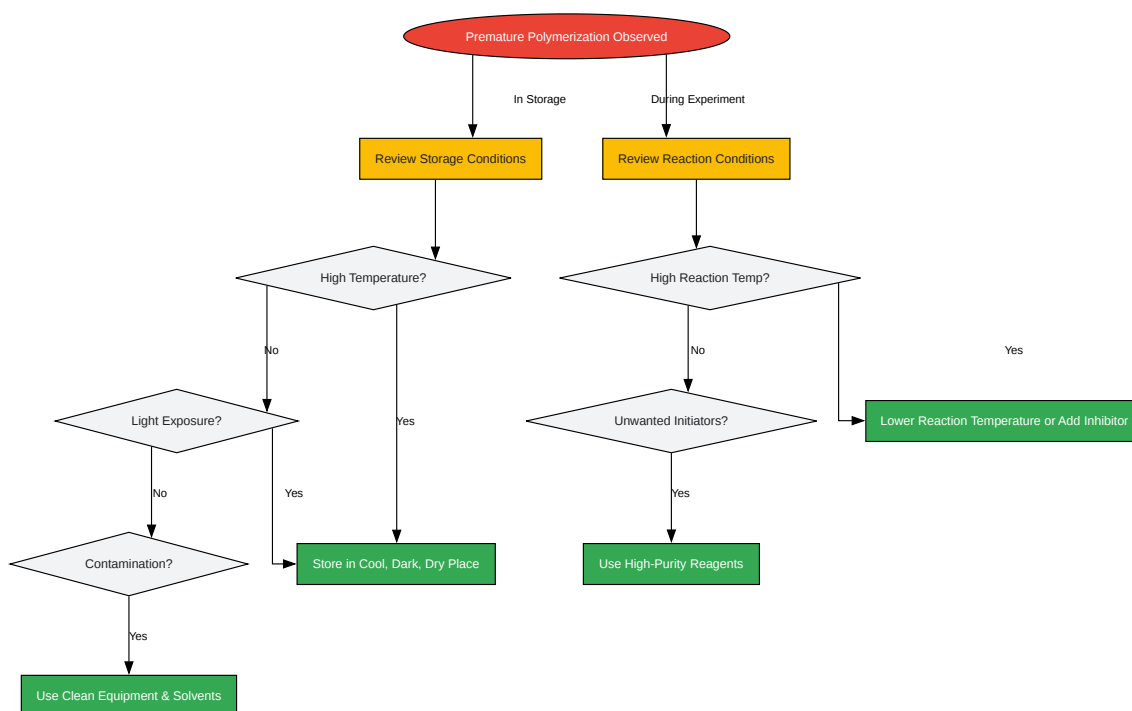 Premature Polymerization Observed
In Storage
During Experiment
Review Storage Conditions
Review Reaction Conditions
High Temperature?
High Reaction Temp?
No
No
Yes
Light Exposure?
Yes
Unwanted Initiators?
Lower Reaction Temperature or Add Inhibitor
No
Yes
Yes
Contamination?
Store in Cool, Dark, Dry Place
Use High-Purity Reagents
Yes
Use Clean Equipment & Solvents